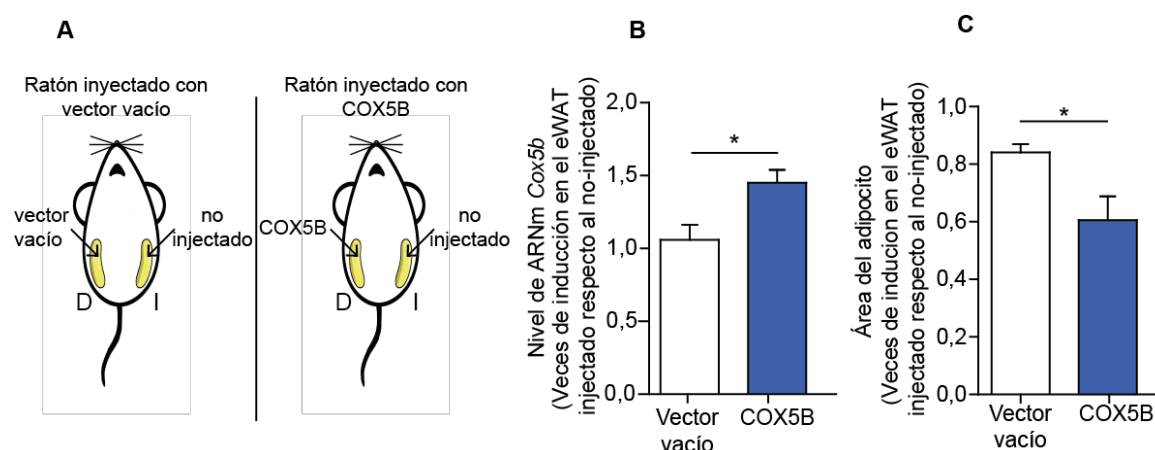 A
Ratón inyectado con
vector vacío
Ratón inyectado con
COX5B
vector
vacío
no
injectado
D
I
COX5B
no
injectado
D
I
B
Nivel de ARNm Cox5b
(Veces de inducción en el eWAT
injectado respecto al no-injectado)
2,0
1,5
1,0
0,5
0,0
*
Vector
vacío
COX5B
C
Área del adipocito
(Veces de inducion en el eWAT
injectado respecto al no-injectado)
1,0
0,8
0,6
0,4
0,2
0,0
*
Vector
vacío
COX5B